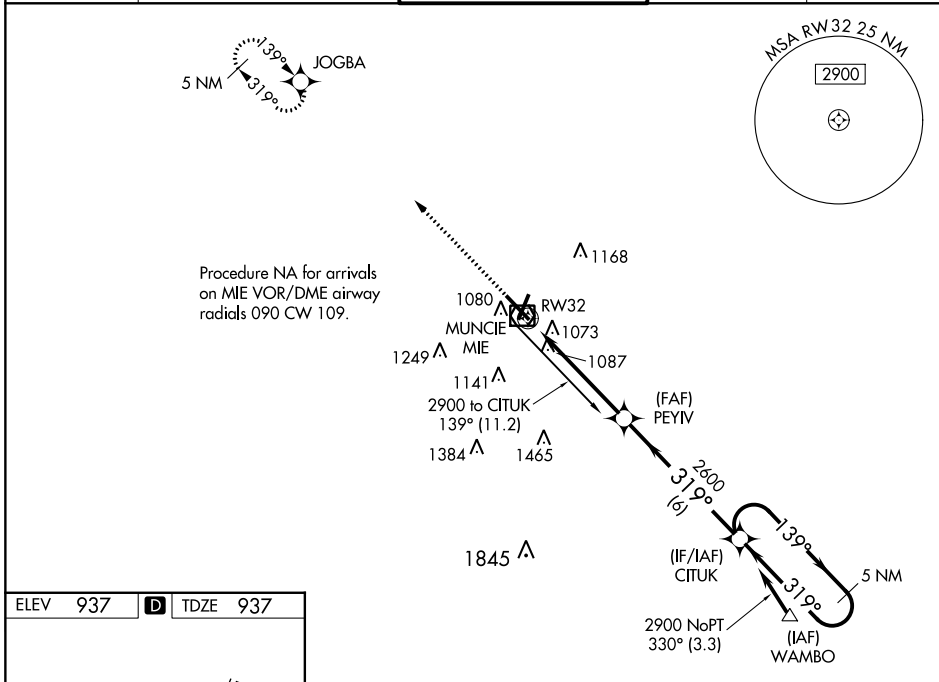 139°
JOGBA
5 NM
319°
MSA RW32 25 NM
2900
1168
Procedure NA for arrivals
on MIE VOR/DME airway
radials 090 CW 109.
1080
RW32
MUNCIE
MIE
1073
1249
1087
1141
2900 to CITUK
139° (11.2)
(FAF)
PEYIV
1384
1465
2600
319°
(6)
139°
1845
(IF/IAF)
CITUK
5 NM
319°
2900 NoPT
330° (3.3)
(IAF)
WAMBO
ELEV 937 D TDZE 937